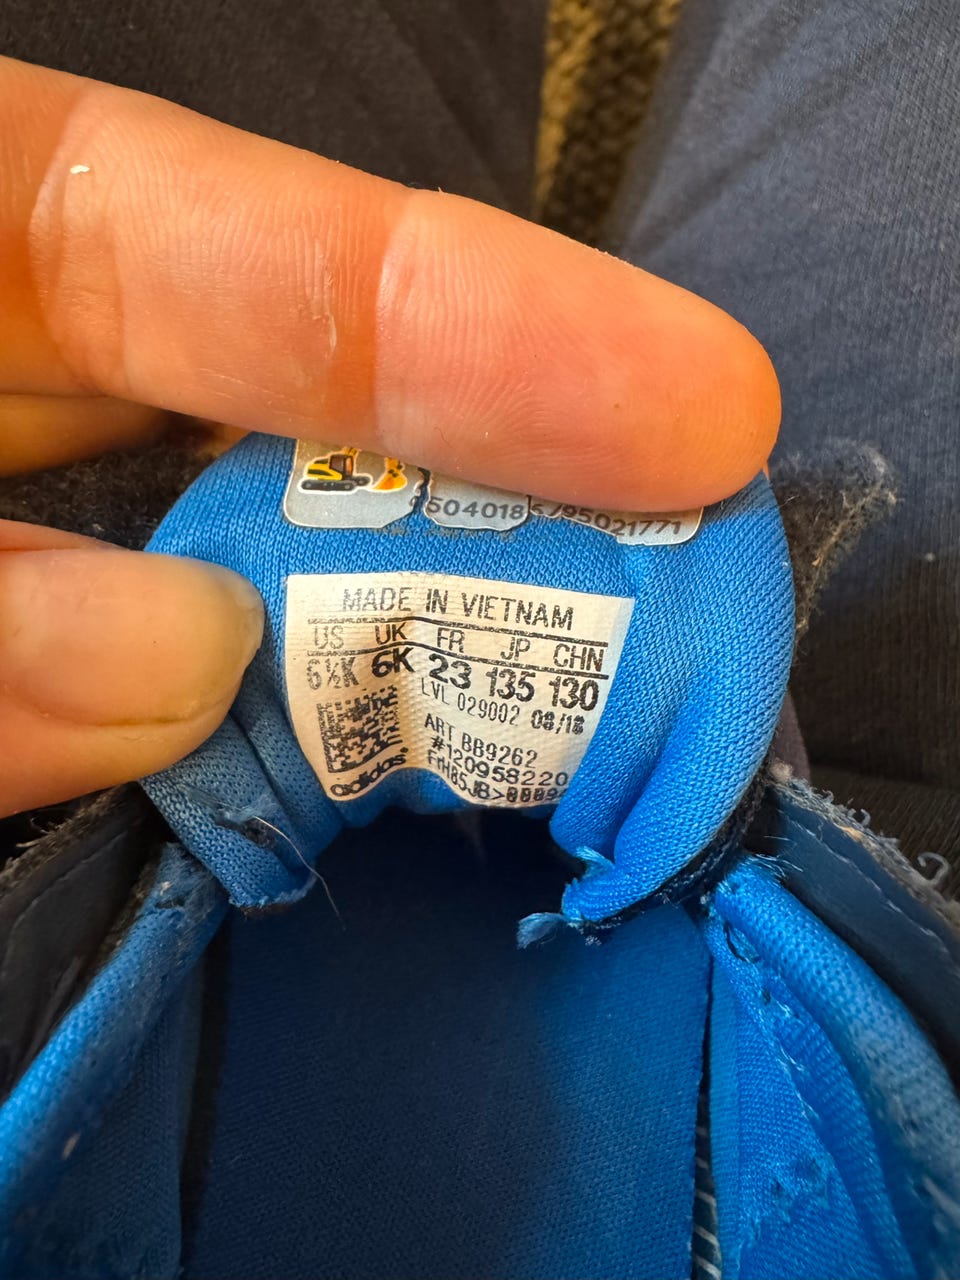 504018 6795021771
MADE IN VIETNAM
US UK FR JP CHN
6½K 6K 23 135 130
LVL 029002 08/18
ART BB9262
#120958220
adidas.